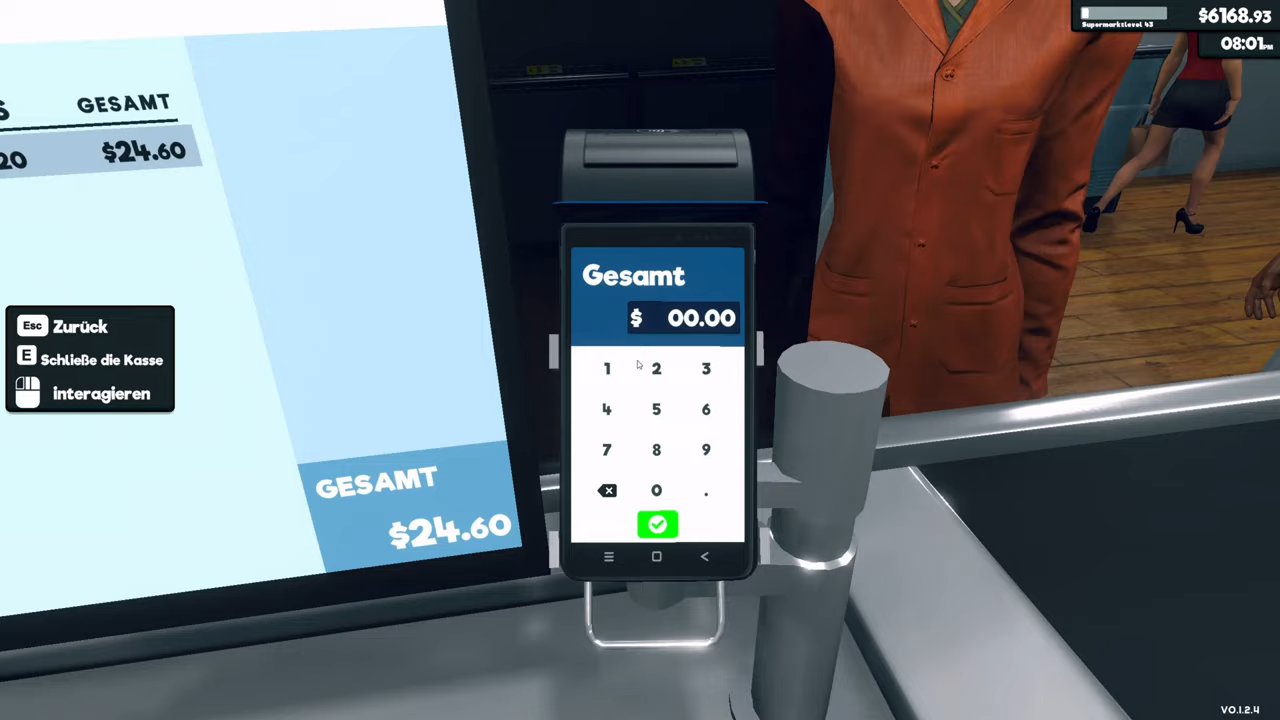 $6168.93
Supermarktlevel 43
08:01PM
S GESAMT
20 $24.60
Gesamt
$ 00.00
Esc Zurück
E Schließe die Kasse
interagieren
1 2 3
4 5 6
7 8 9
0 .
GESAMT
$24.60
V0.1.2.4